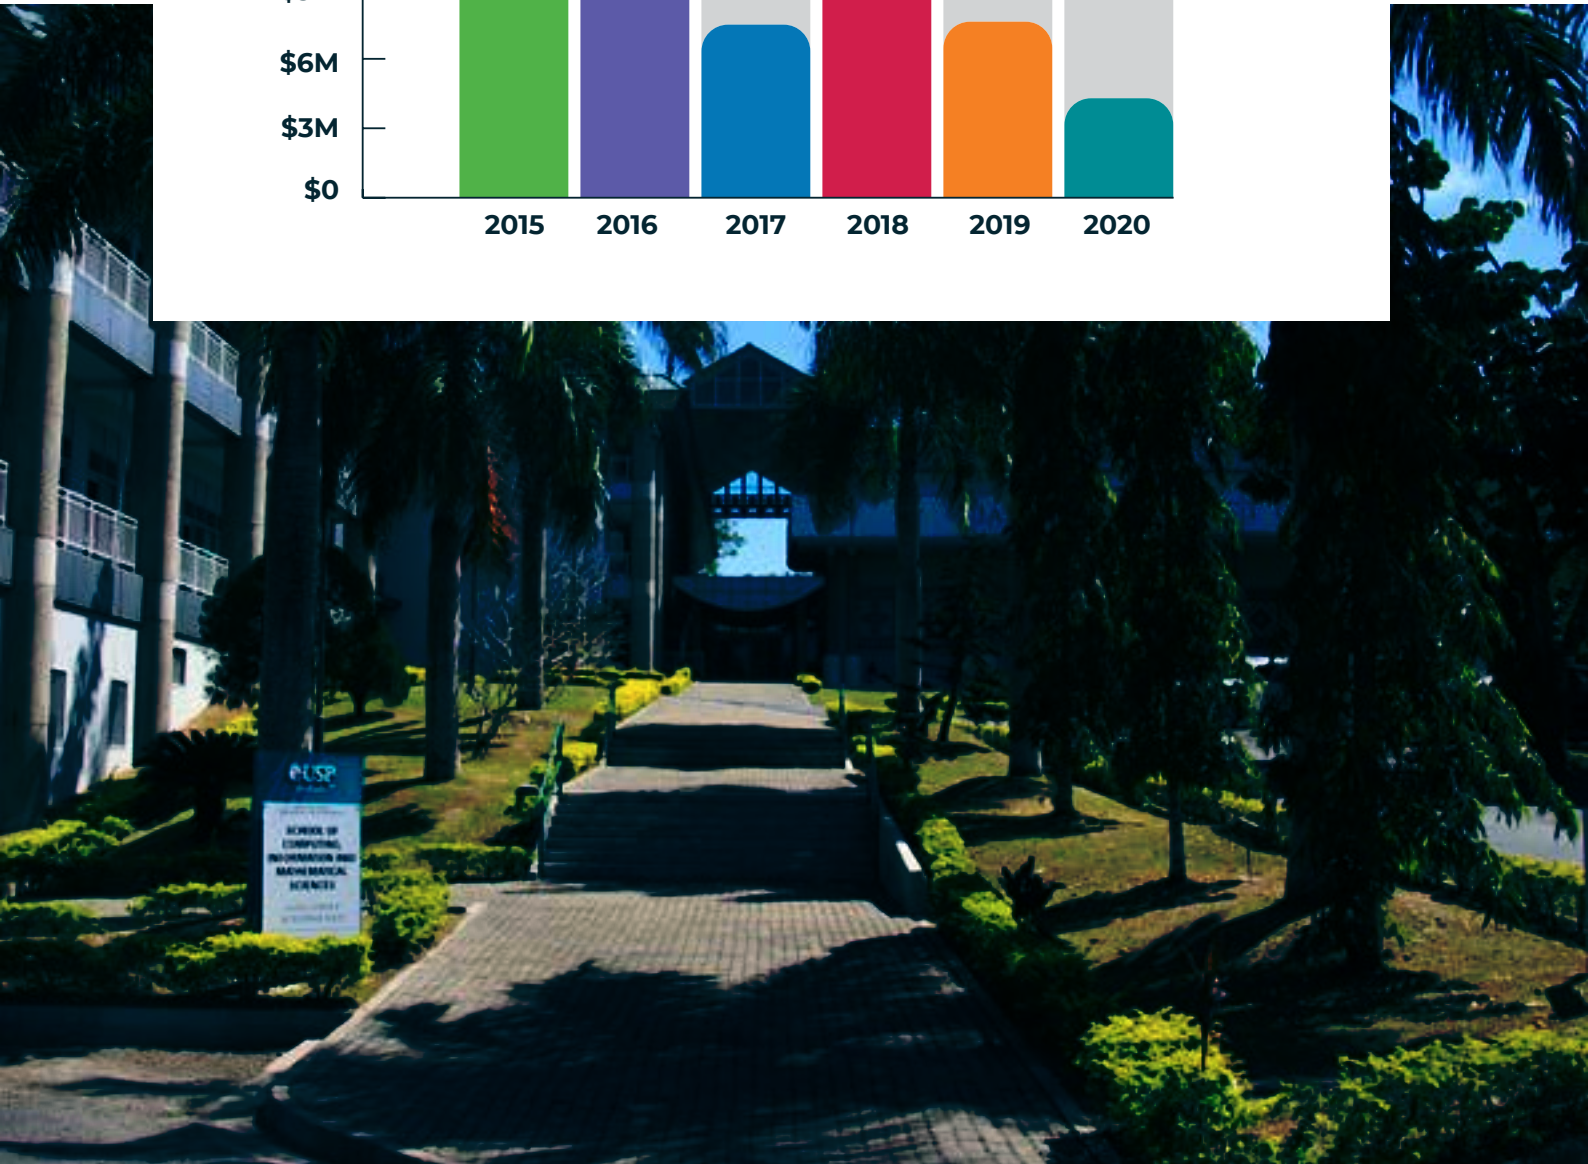 $6M
$3M
$0
2015 2016 2017 2018 2019 2020
USP
SCHOOL OF
COMPUTING,
INFORMATION AND
MATHEMATICAL
SCIENCES